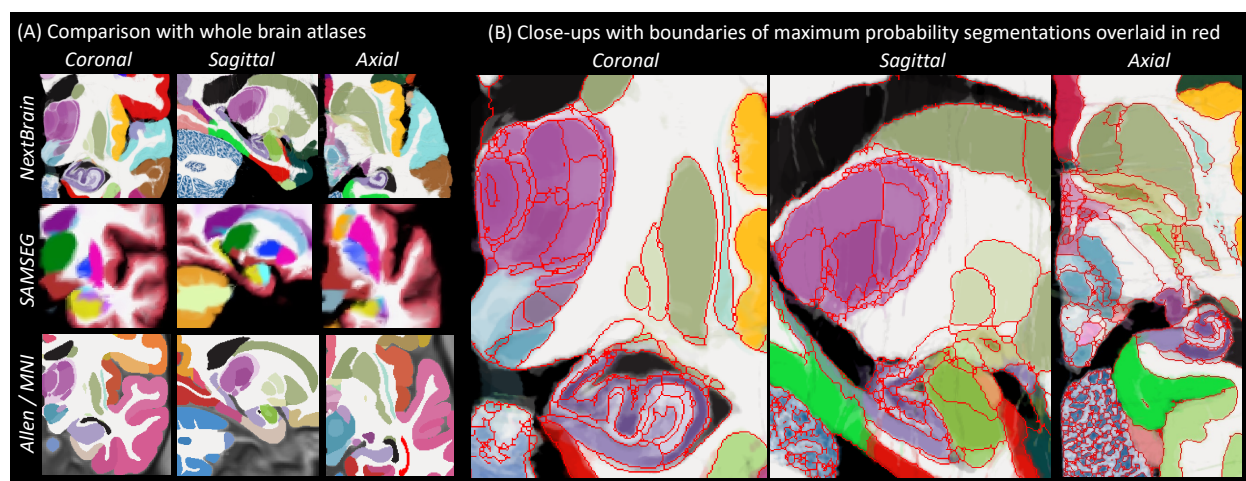 (A) Comparison with whole brain atlases
Coronal Sagittal Axial
NextBrain
SAMSEG
Allen / MNI
(B) Close-ups with boundaries of maximum probability segmentations overlaid in red
Coronal Sagittal Axial